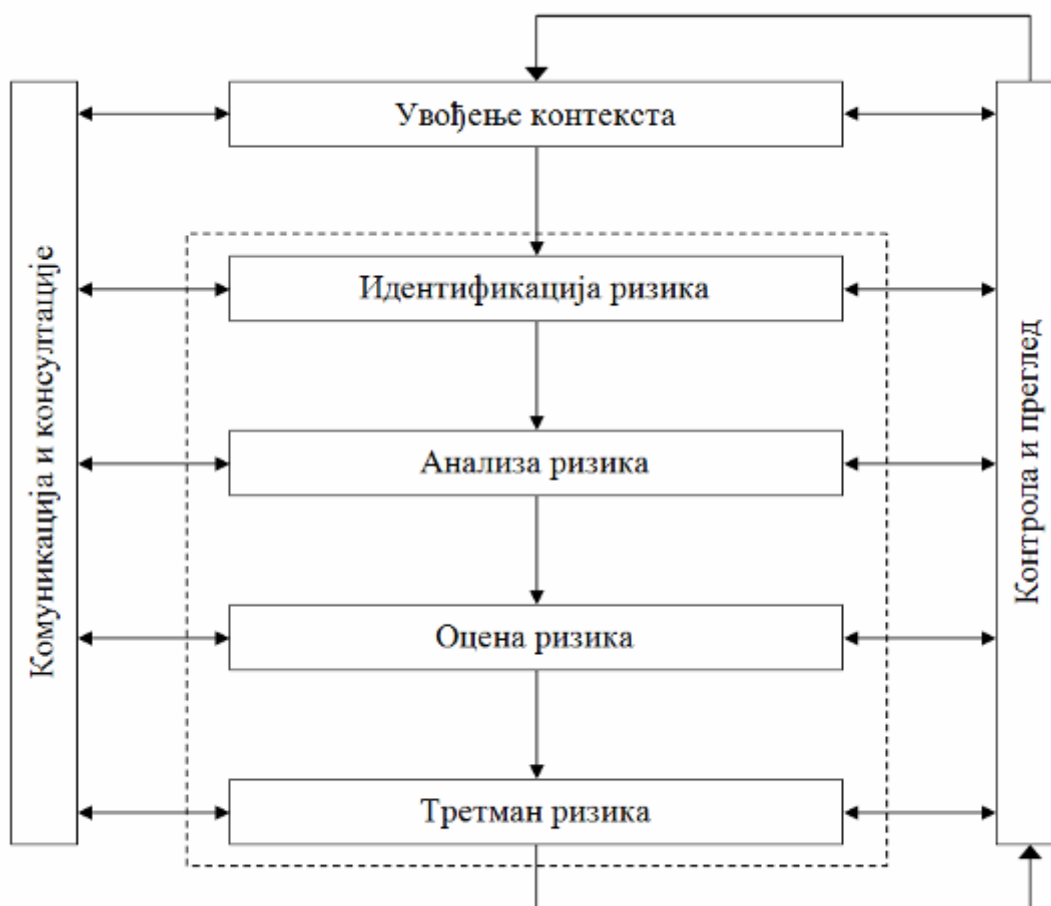 Увођење контекста
Комуникација и консултације
Идентификација ризика
Анализа ризика
Оцена ризика
Третман ризика
Контрола и преглед